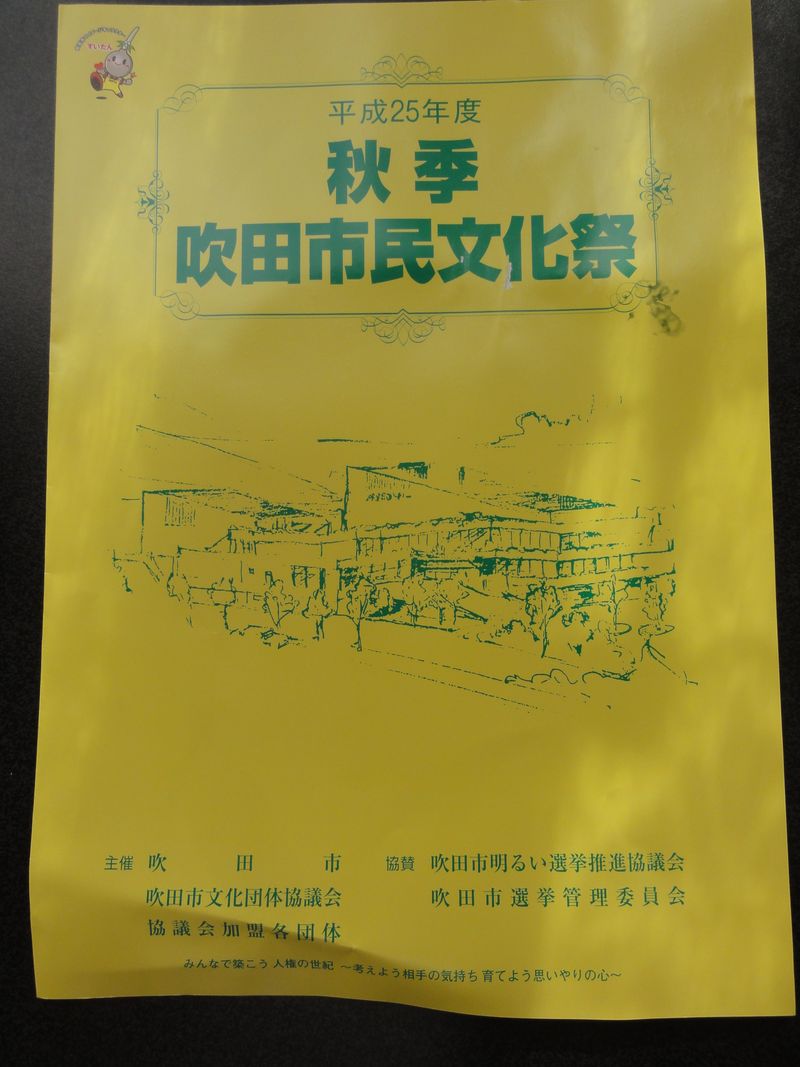 すいたん
平成25年度
秋季
吹田市民文化祭
主催 吹田市
吹田市文化団体協議会
協議会加盟各団体
協賛 吹田市明るい選挙推進協議会
吹田市選挙管理委員会
みんなで築こう 人権の世紀 ～考えよう相手の気持ち 育てよう思いやりの心～